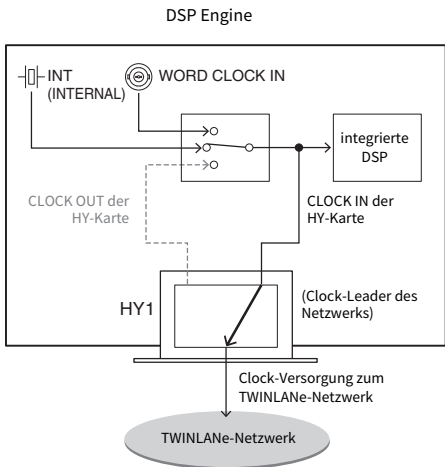 DSP Engine
INT
(INTERNAL)
WORD CLOCK IN
integrierte
DSP
CLOCK OUT der
HY-Karte
CLOCK IN der
HY-Karte
HY1
(Clock-Leader des
Netzwerks)
Clock-Versorgung zum
TWINLANe-Netzwerk
TWINLANe-Netzwerk